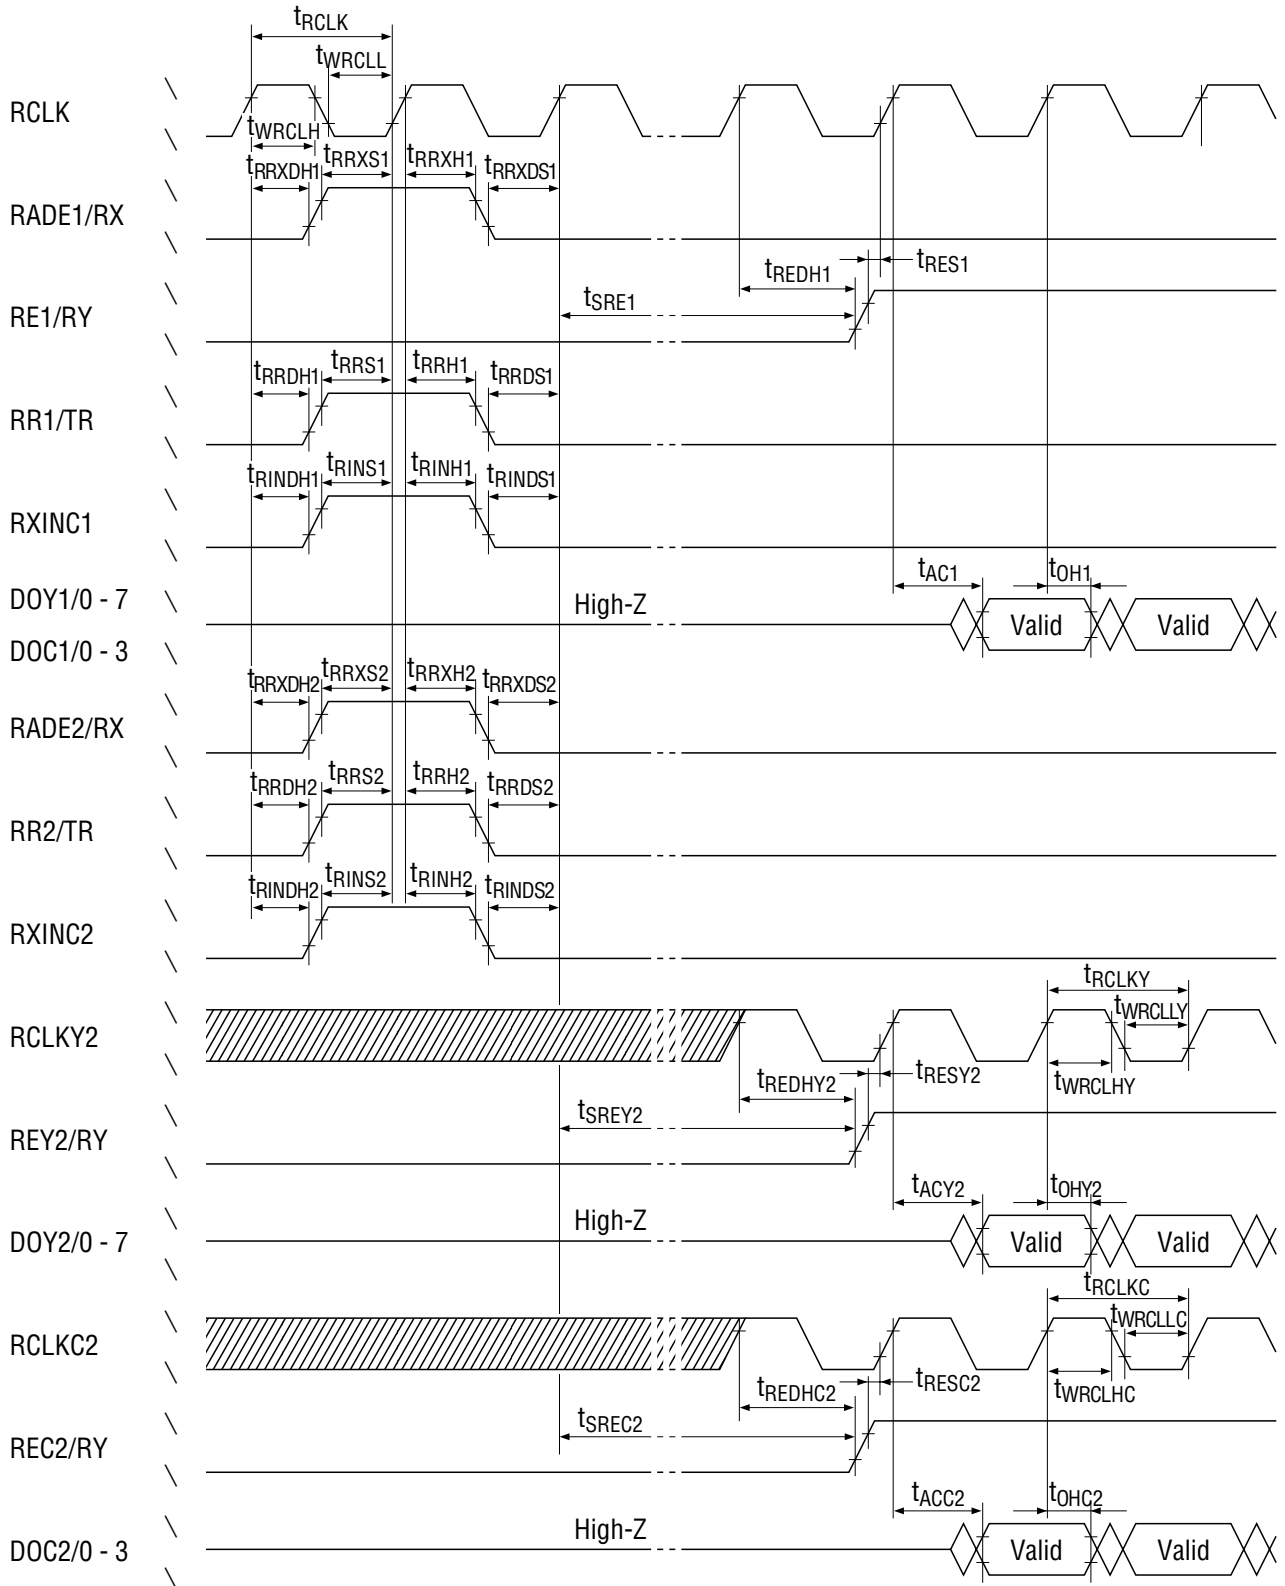 tRCLK
tWRCLL
RCLK
tWRCLH
tRRXDH1 tRRXS1 tRRXH1 tRRXDS1
RADE1/RX
tREDH1 tRES1
tSRE1
RE1/RY
tRRDH1 tRRS1 tRRH1 tRRDS1
RR1/TR
tRINDH1 tRINS1 tRINH1 tRINDS1
RXINC1
tAC1 tOH1
DOY1/0 - 7 High-Z Valid Valid
DOC1/0 - 3
tRRXDH2 tRRXS2 tRRXH2 tRRXDS2
RADE2/RX
tRRDH2 tRRS2 tRRH2 tRRDS2
RR2/TR
tRINDH2 tRINS2 tRINH2 tRINDS2
RXINC2
tRCLKY
tWRCLLY
RCLKY2
tREDHY2 tRESY2 tWRCLHY
tSREY2
REY2/RY
tACY2 tOHY2
DOY2/0 - 7 High-Z Valid Valid
tRCLKC
tWRCLLC
RCLKC2
tREDHC2 tRESC2 tWRCLHC
tSREC2
REC2/RY
tACC2 tOHC2
DOC2/0 - 3 High-Z Valid Valid